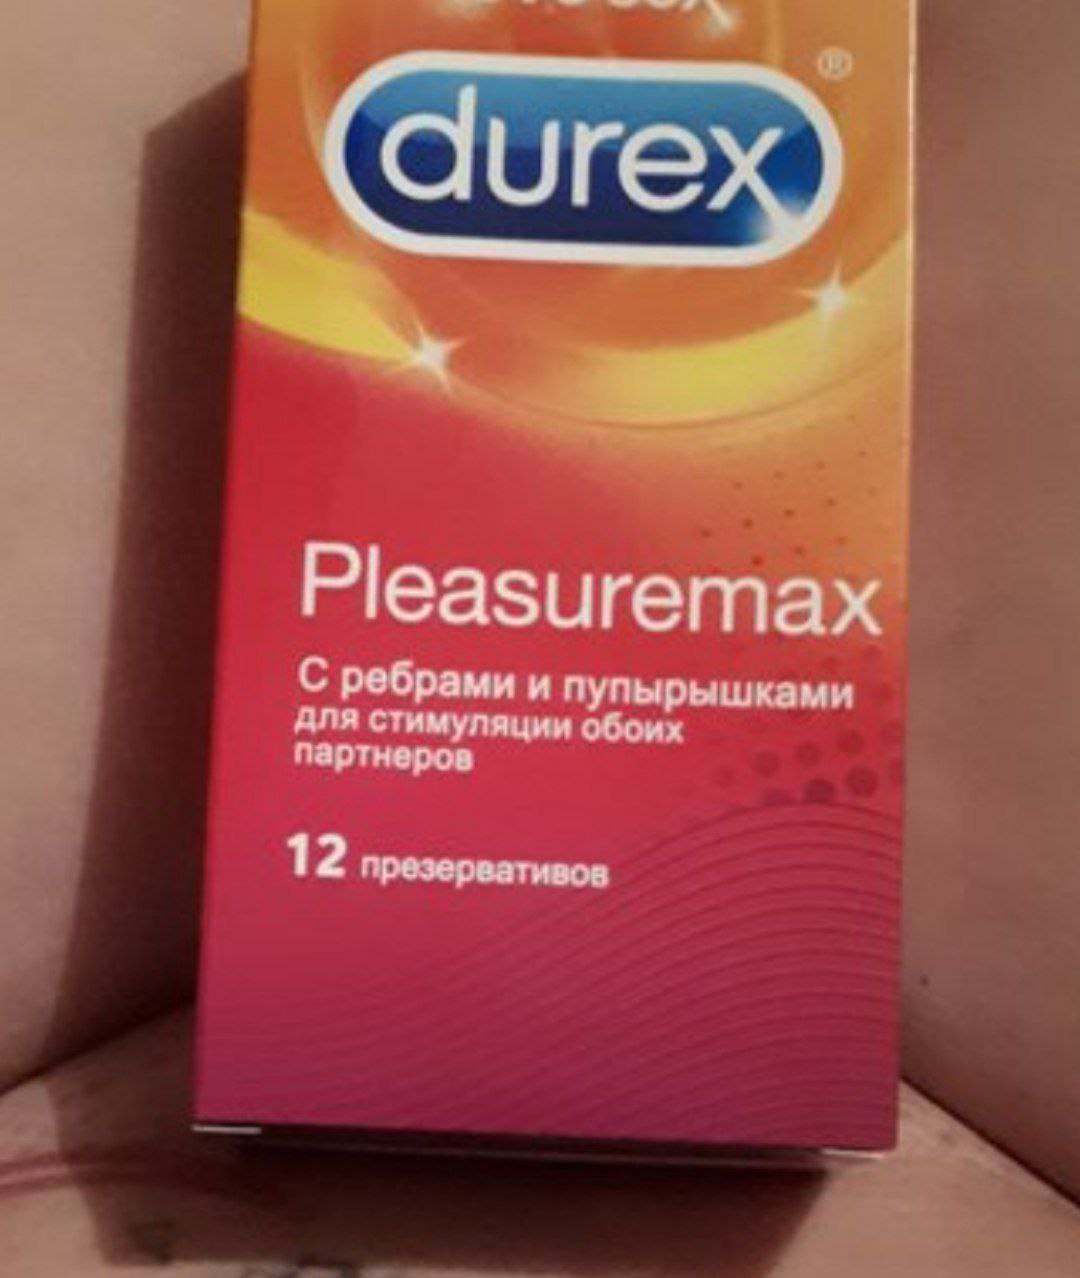 durex
®
Pleasuremax
С ребрами и пупырышками
для стимуляции обоих
партнеров
12 презервативов